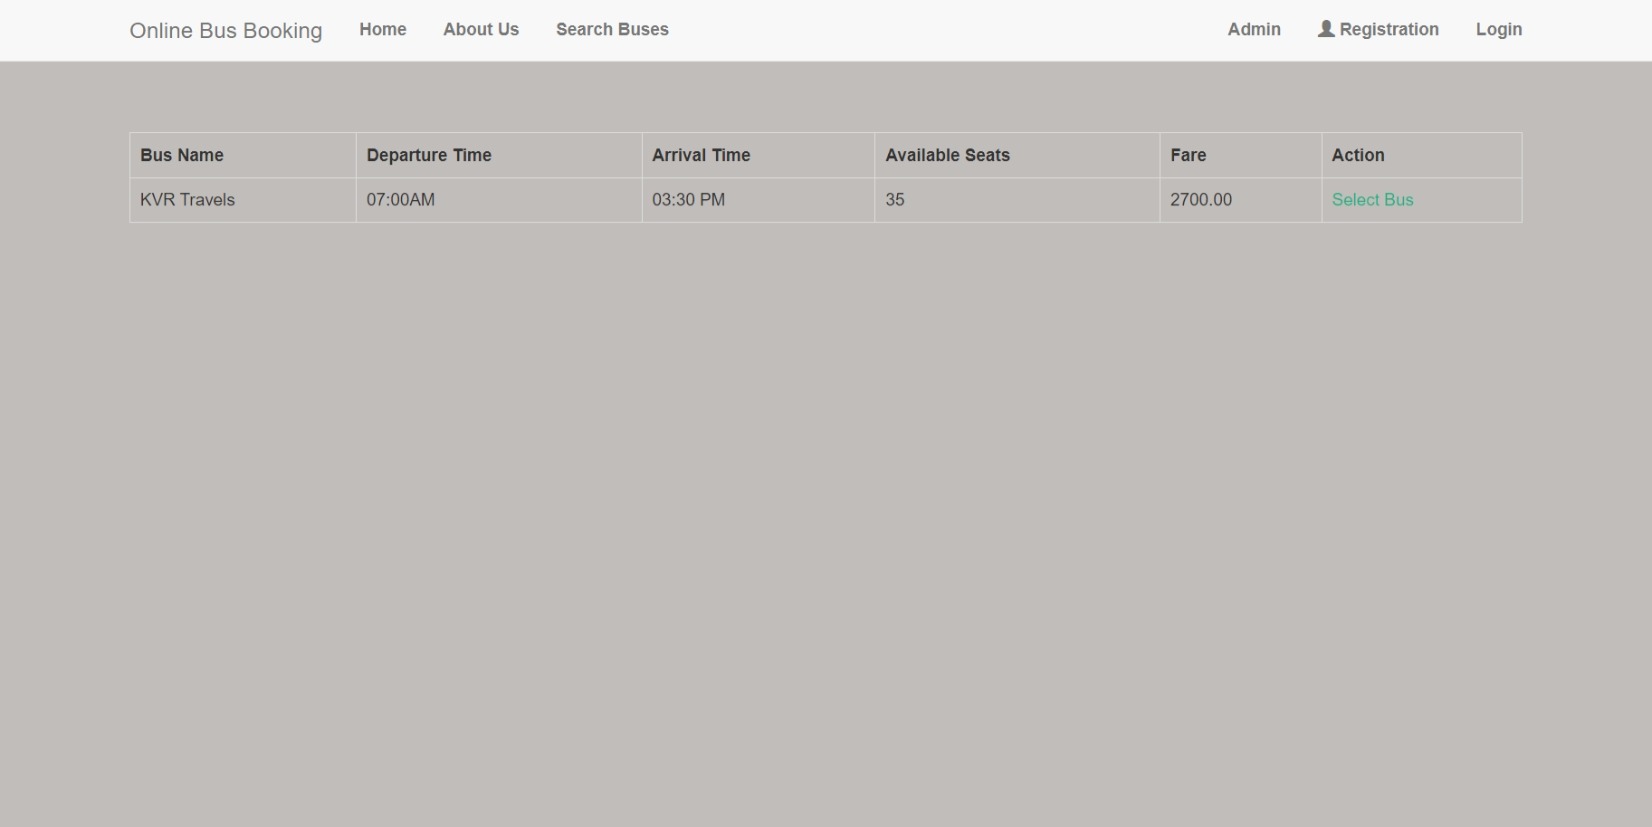 Online Bus Booking Home About Us Search Buses Admin Registration Login
Bus Name Departure Time Arrival Time Available Seats Fare Action
KVR Travels 07:00AM 03:30 PM 35 2700.00 Select Bus